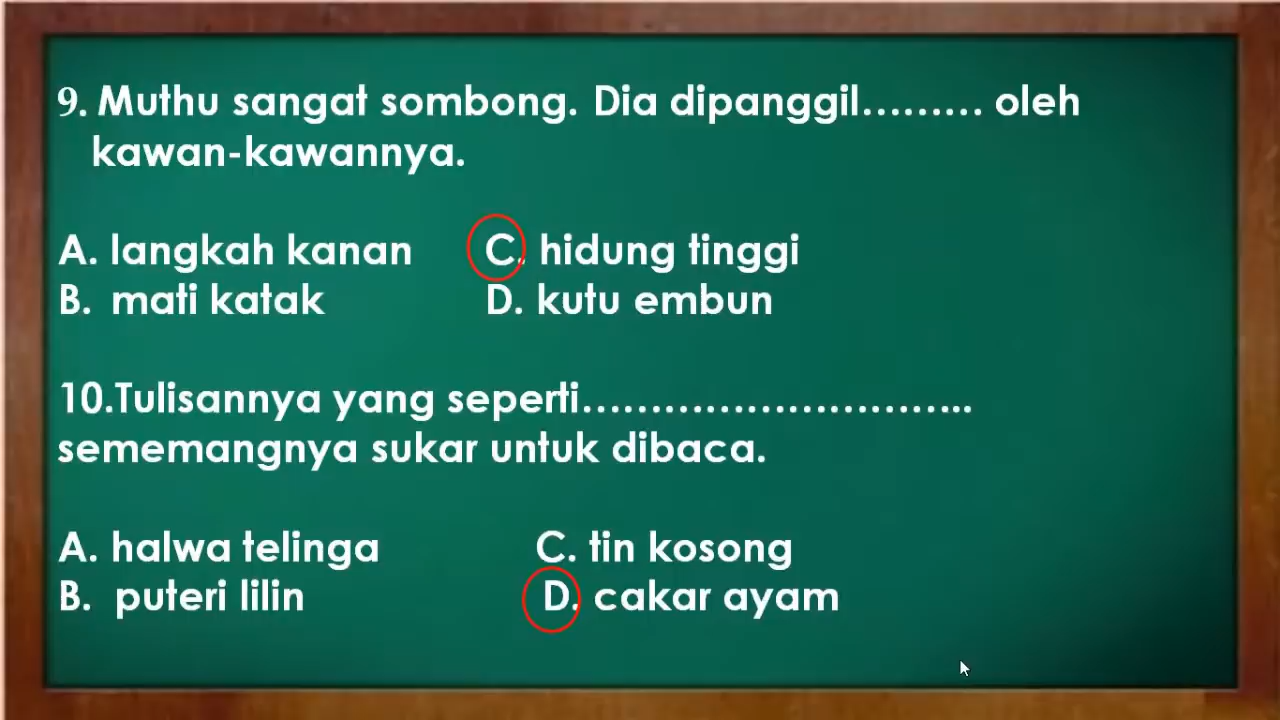 9. Muthu sangat sombong. Dia dipanggil......... oleh
kawan-kawannya.
A. langkah kanan C. hidung tinggi
B. mati katak D. kutu embun
10.Tulisannya yang seperti…………………………..
sememangnya sukar untuk dibaca.
A. halwa telinga C. tin kosong
B. puteri lilin D. cakar ayam